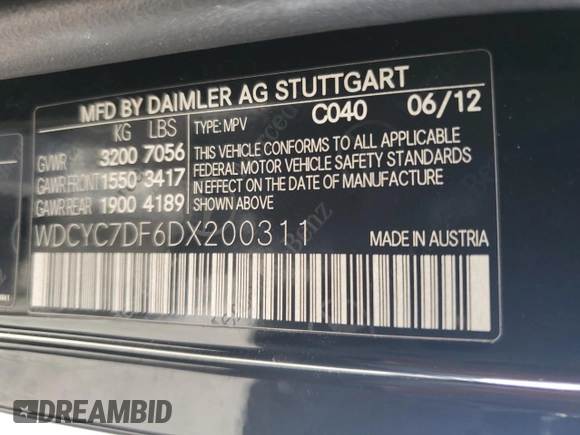 MFD BY DAIMLER AG STUTTGART
KG LBS TYPE: MPV C040 06/12
GVWR 3200 7056
GAWR FRONT 1550 3417
GAWR REAR 1900 4189
THIS VEHICLE CONFORMS TO ALL APPLICABLE
FEDERAL MOTOR VEHICLE SAFETY STANDARDS
IN EFFECT ON THE DATE OF MANUFACTURE
SHOWN ABOVE
WDCYC7DF6DX200311 MADE IN AUSTRIA
DREAMBID